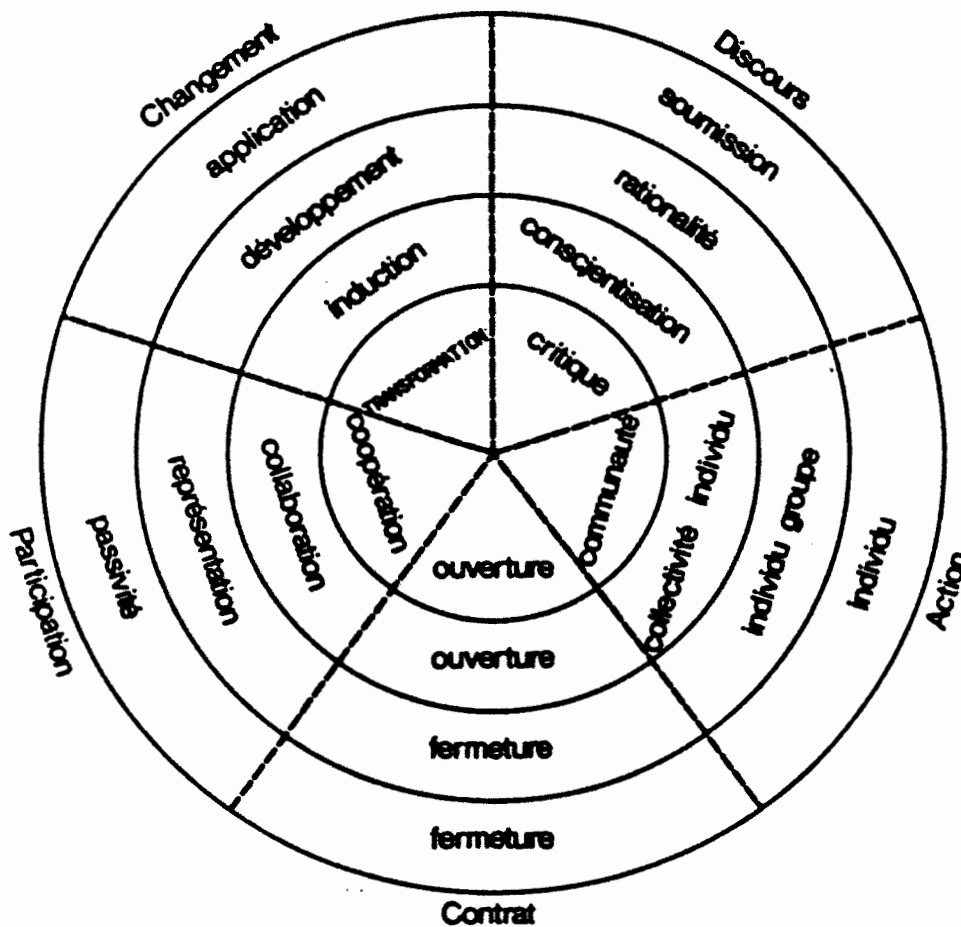 Changement
application
développement
induction
TRANSFORMATION
Discours
soumission
rationalité
conscientisation
critique
Action
individu
individu groupe
collectivité individu
communauté
Contrat
fermeture
fermeture
ouverture
ouverture
Participation
passivité
représentation
collaboration
coopération